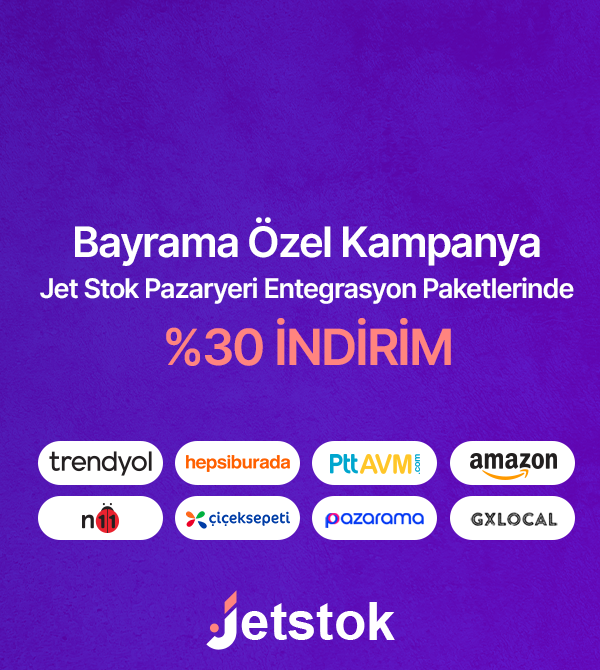 Bayrama Özel Kampanya
Jet Stok Pazaryeri Entegrasyon Paketlerinde
%30 İNDİRİM
trendyol hepsiburada PttAVM.com amazon
n11 çiçeksepeti pazarama GXLOCAL
Jetstok